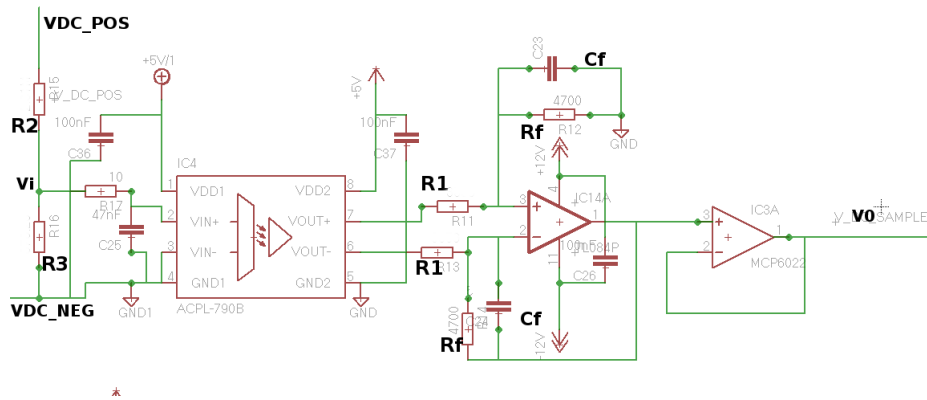 VDC_POS
C23
Cf
+5V/1
R15
V_DC_POS
+5V
4700
R2
100nF
100nF
Rf
R12
GND
C36
C37
+12V
IC4
Vi
10
R1
4
IC14A
R17
1
VDD1
VDD2
8
47nF
2
VIN+
VOUT+
7
R11
3
1
3
IC3A
V0
R16
C25
3
VIN-
VOUT-
6
2
100nF
TL084P
2
1
R3
4
GND1
GND2
5
R1
R13
11
C26
MCP6022
VDC_NEG
GND1
ACPL-790B
GND
4700
Cf
Rf
-12V